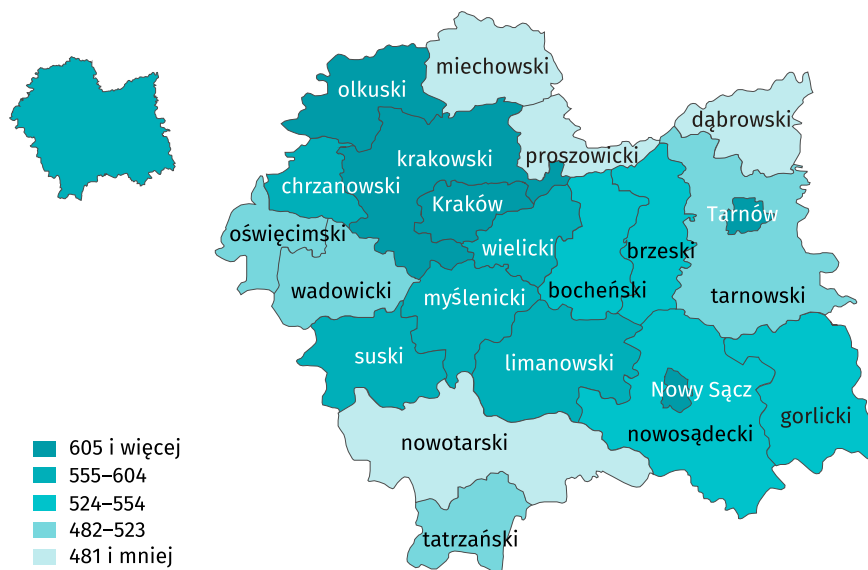 miechowski
olkuski
dąbrowski
krakowski
proszowicki
chrzanowski
Kraków
Tarnów
oświęcimski
wielicki
brzeski
wadowicki
myślenicki
bocheński
tarnowski
suski
limanowski
Nowy Sącz
gorlicki
nowotarski
nowosądecki
tatrzański
605 i więcej
555–604
524–554
482–523
481 i mniej